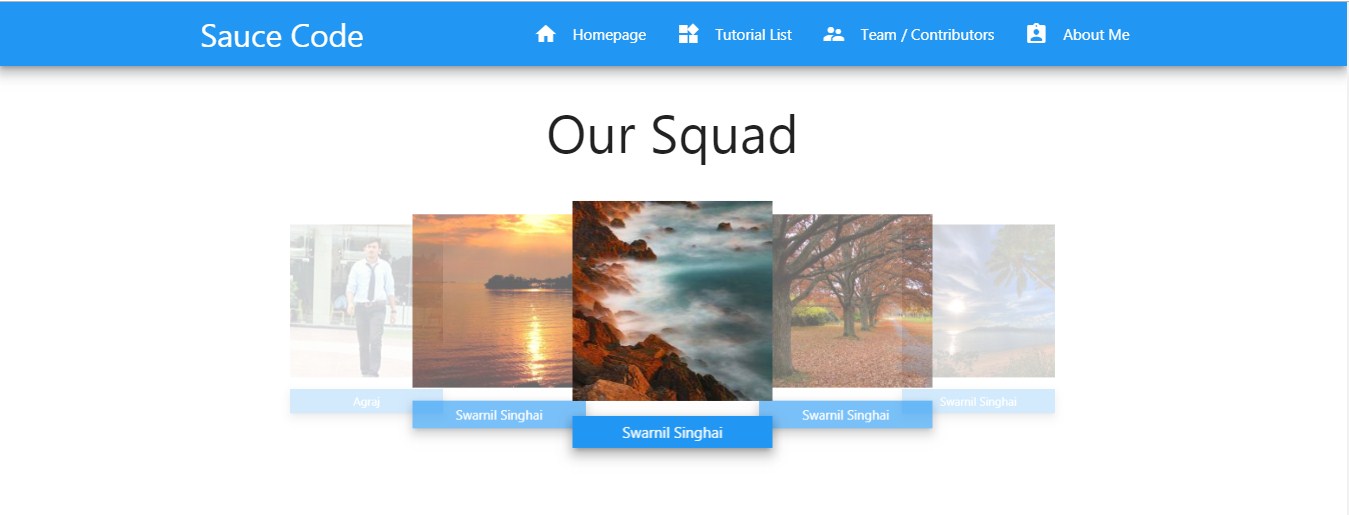 Sauce Code
Homepage
Tutorial List
Team / Contributors
About Me
Our Squad
Agraj
Swarnil Singhai
Swarnil Singhai
Swarnil Singhai
Swarnil Singhai